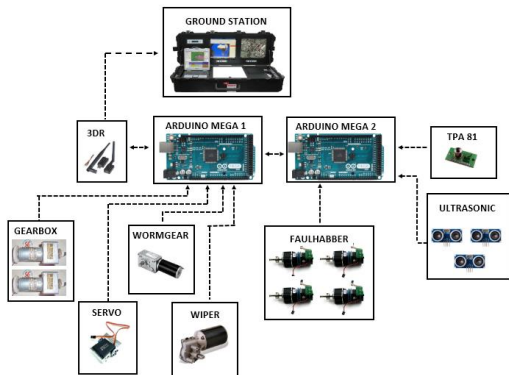 GROUND STATION
3DR
ARDUINO MEGA 1
ARDUINO MEGA 2
TPA 81
ULTRASONIC
GEARBOX
WORMGEAR
FAULHABBER
SERVO
WIPER